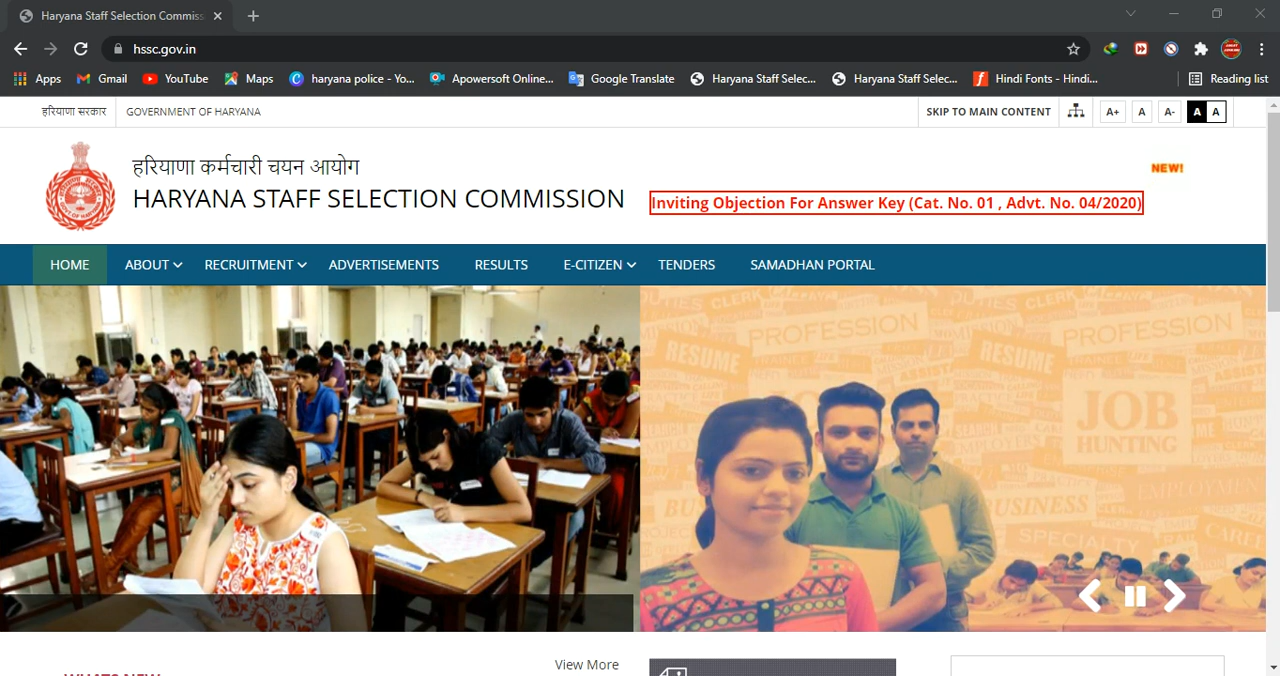 Haryana Staff Selection Commiss
hssc.gov.in
Apps Gmail YouTube Maps haryana police - Yo... Apowersoft Online... Google Translate Haryana Staff Selec... Haryana Staff Selec... Hindi Fonts - Hindi... Reading list
हरियाणा सरकार GOVERNMENT OF HARYANA SKIP TO MAIN CONTENT A+ A A- A A
हरियाणा कर्मचारी चयन आयोग
NEW!
HARYANA STAFF SELECTION COMMISSION
Inviting Objection For Answer Key (Cat. No. 01 , Advt. No. 04/2020)
HOME ABOUT RECRUITMENT ADVERTISEMENTS RESULTS E-CITIZEN TENDERS SAMADHAN PORTAL
PROFESSION
PROFESSION
RESUME
RESUME
JOB
HUNTING
BUSINESS
SPECIALTY
View More
WHATS NEW